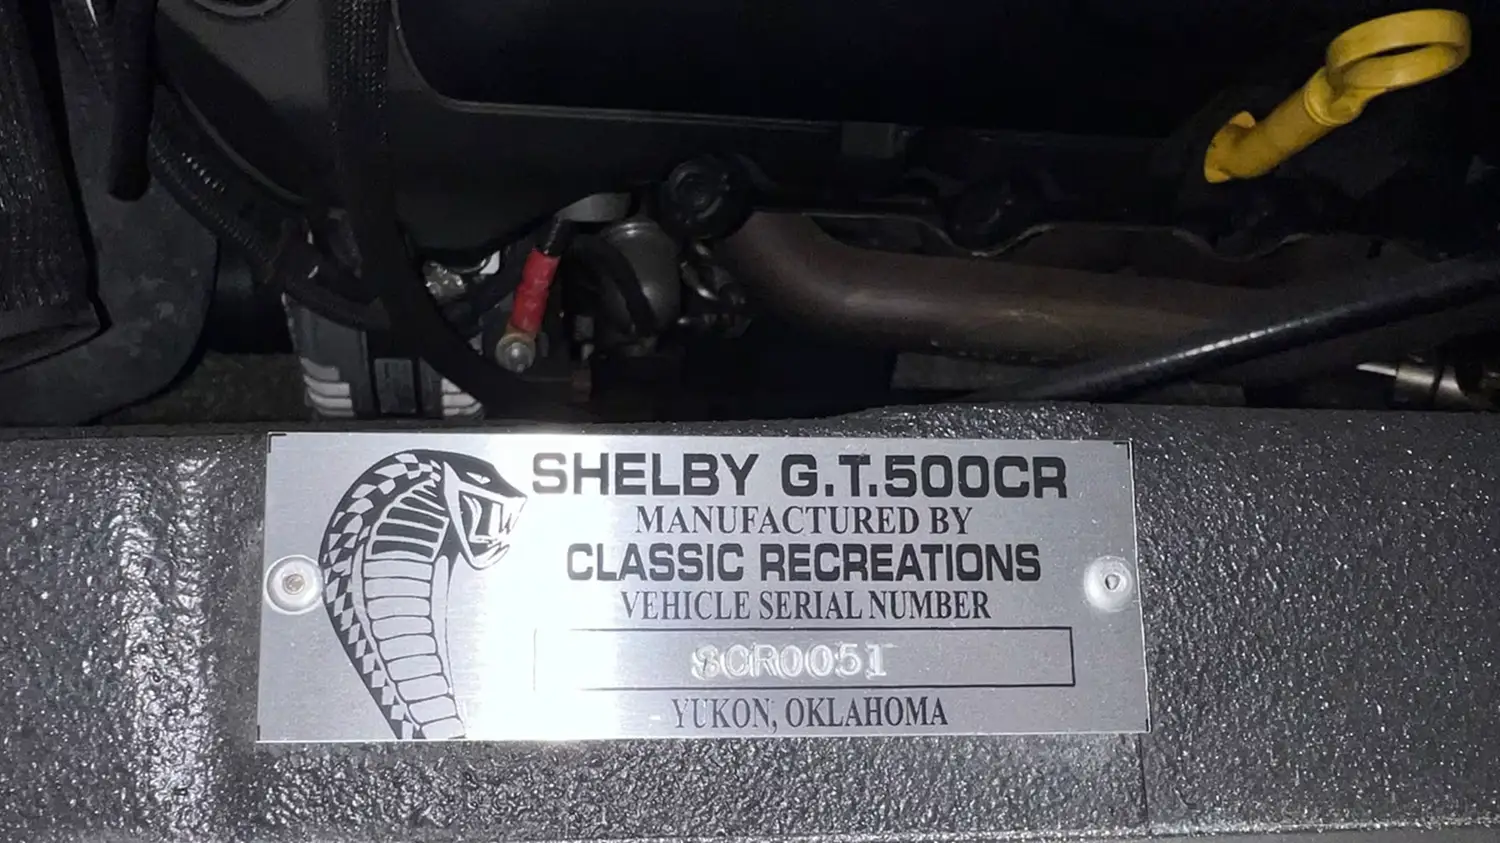 SHELBY G.T.500CR
MANUFACTURED BY
CLASSIC RECREATIONS
VEHICLE SERIAL NUMBER
SCR0051
YUKON, OKLAHOMA